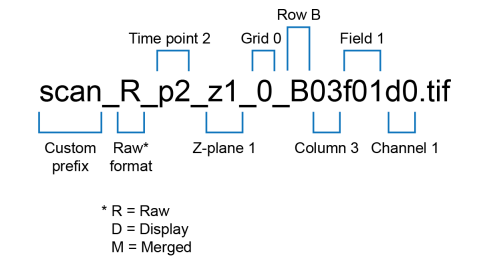 Row B
Time point 2 Grid 0 Field 1
scan_R_p2_z1_0_B03f01d0.tif
Custom prefix Raw* format Z-plane 1 Column 3 Channel 1
* R = Raw
D = Display
M = Merged